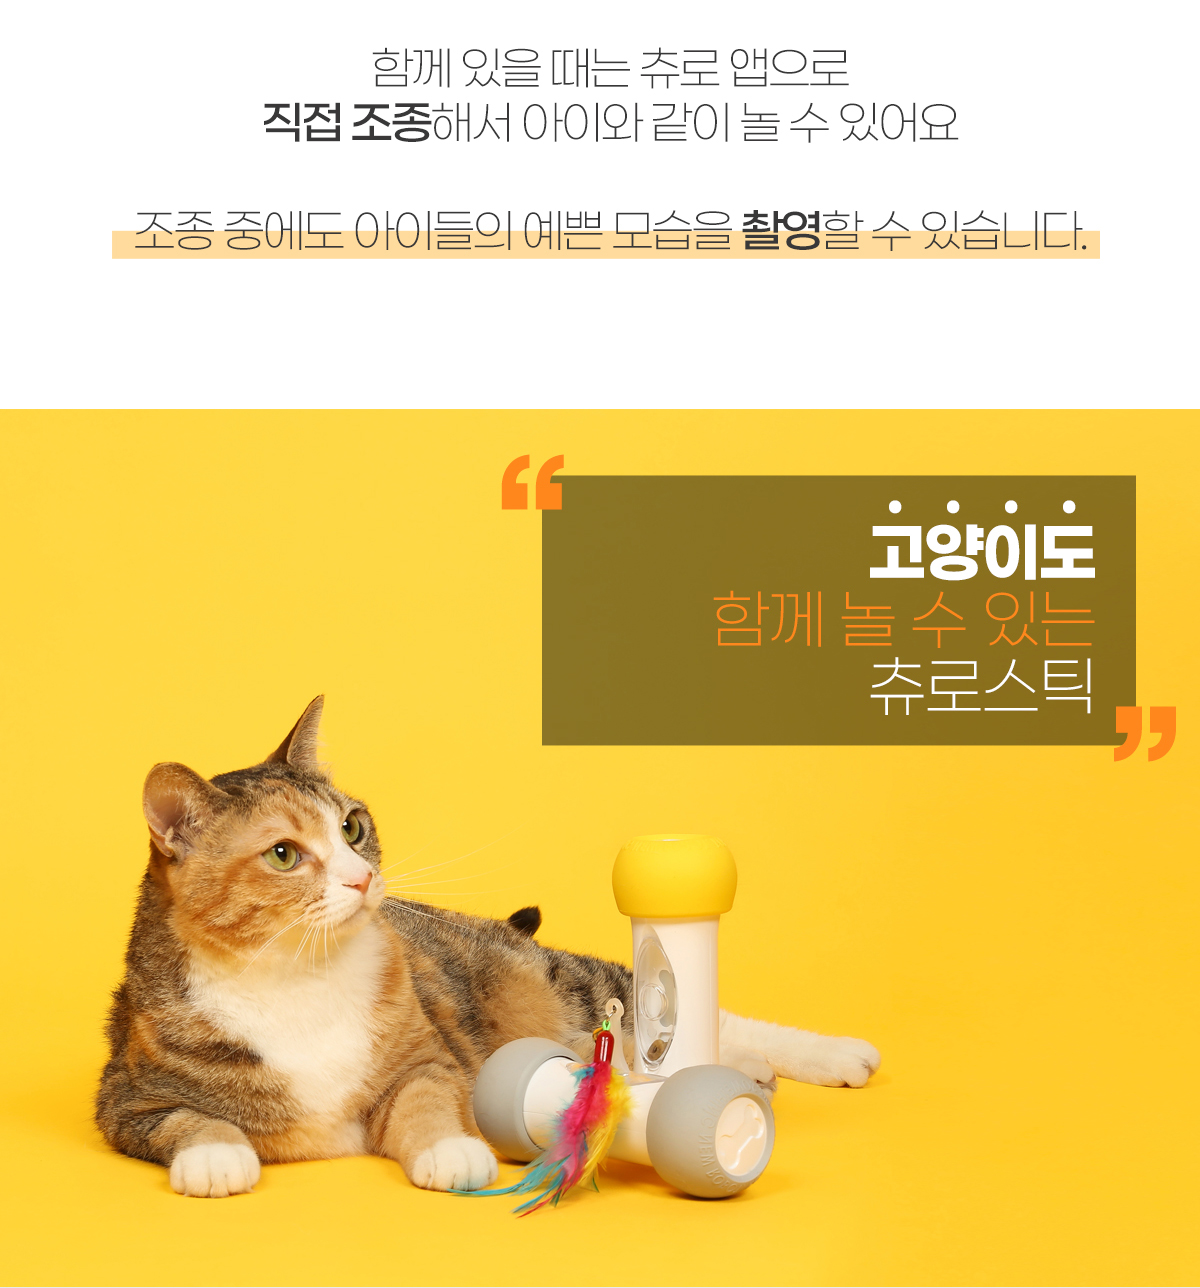 함께 있을 때는 츄로 앱으로
직접 조종해서 아이와 같이 놀 수 있어요
조종 중에도 아이들의 예쁜 모습을 촬영할 수 있습니다.
“
고양이도
함께 놀 수 있는
츄로스틱
”